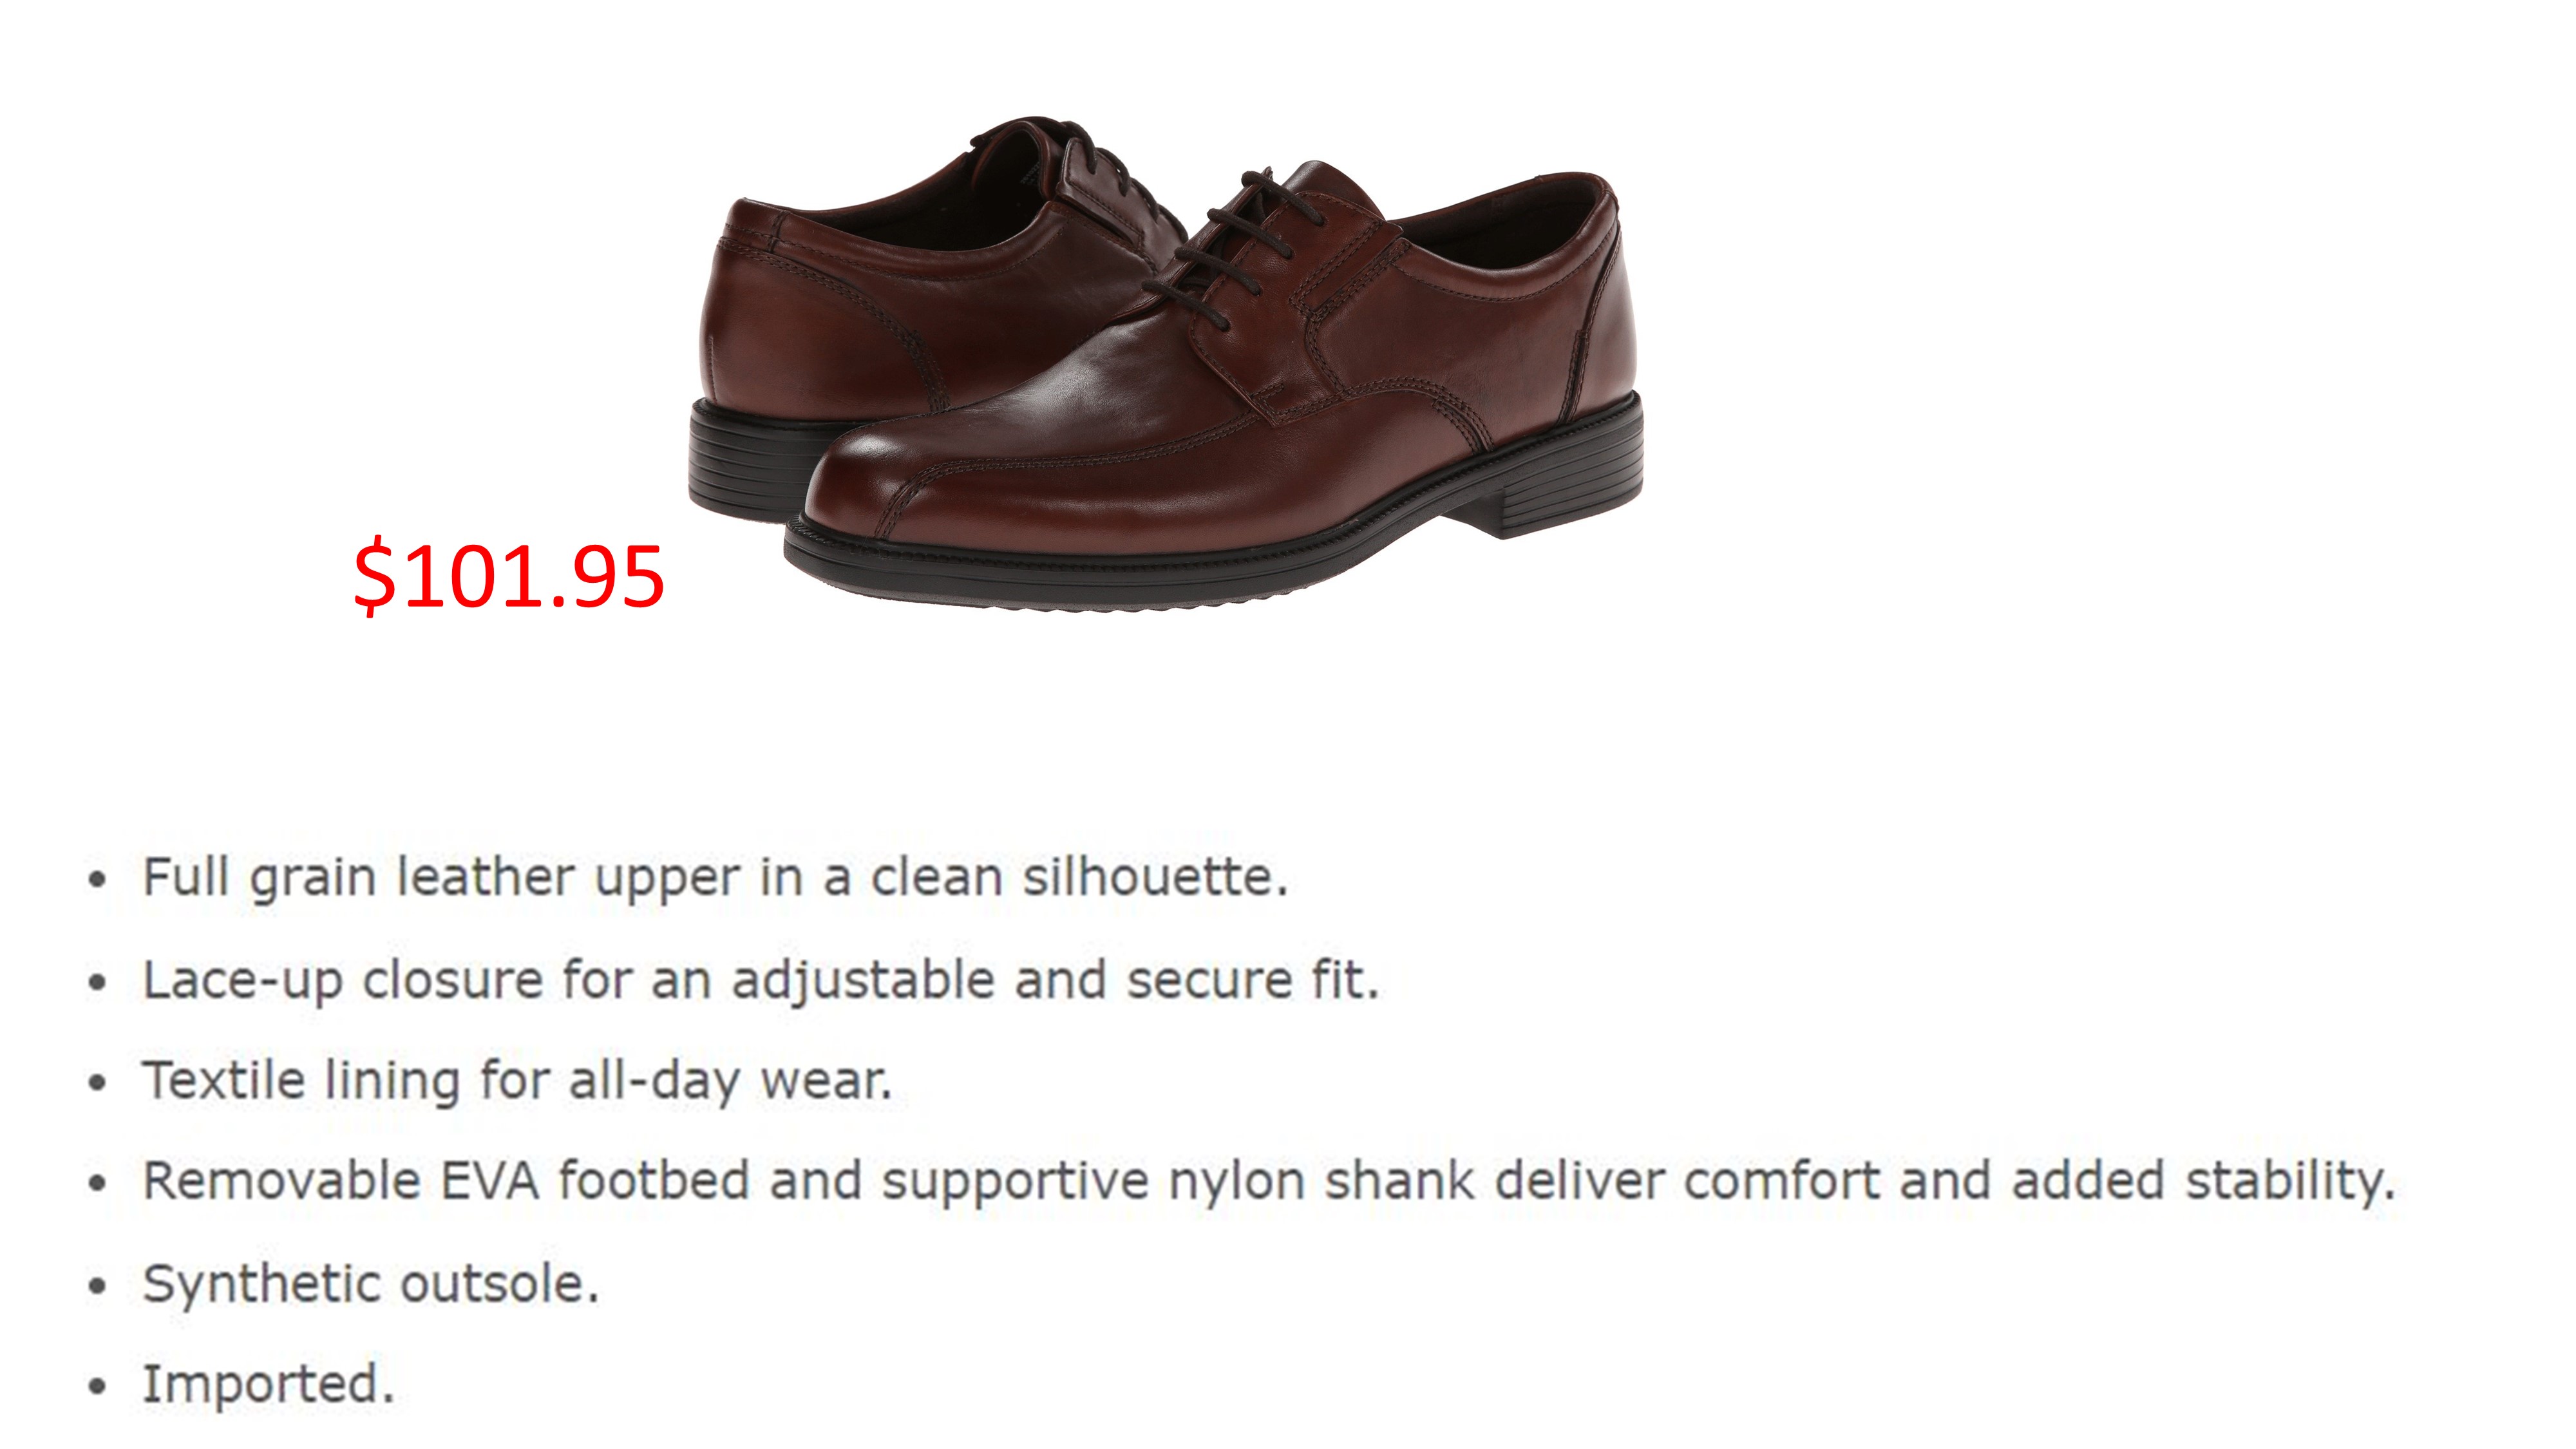 $101.95
• Full grain leather upper in a clean silhouette.
• Lace-up closure for an adjustable and secure fit.
• Textile lining for all-day wear.
• Removable EVA footbed and supportive nylon shank deliver comfort and added stability.
• Synthetic outsole.
• Imported.